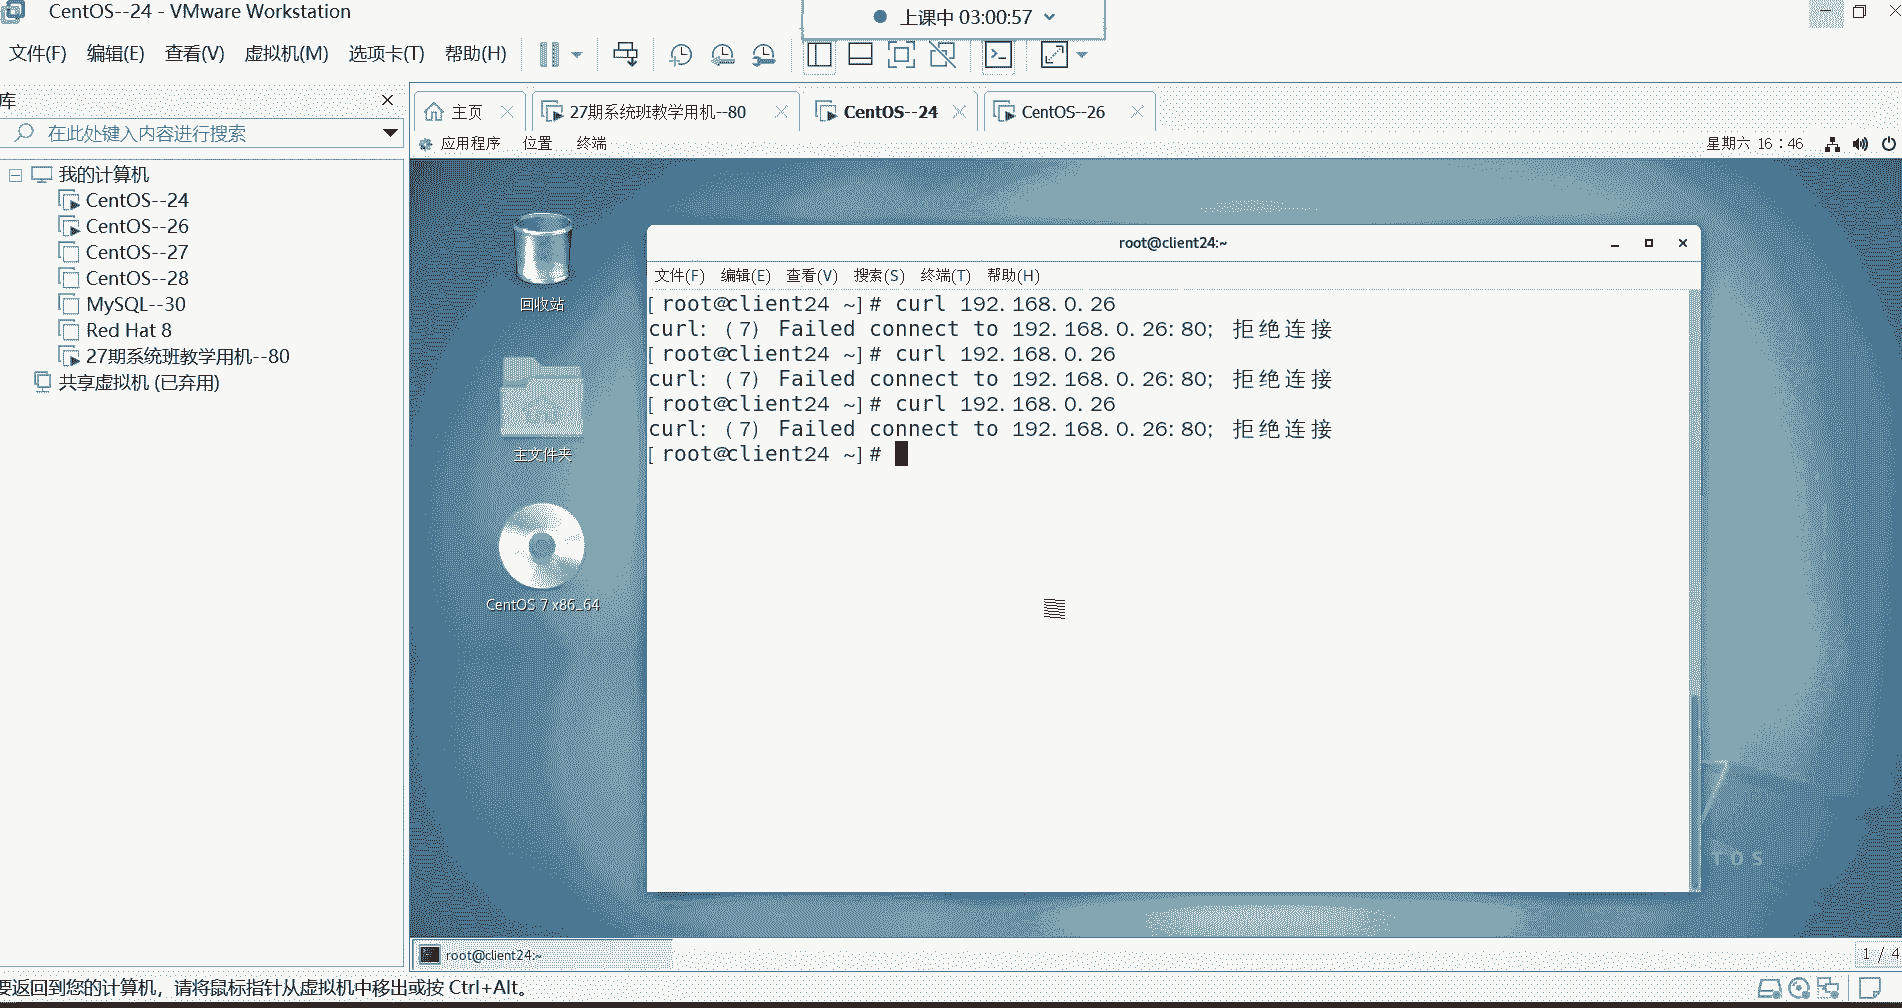 CentOS--24 - VMware Workstation
上课中 03:00:57
文件(F) 编辑(E) 查看(V) 虚拟机(M) 选项卡(T) 帮助(H)
库
在此处键入内容进行搜索
我的计算机
CentOS--24
CentOS--26
CentOS--27
CentOS--28
MySQL--30
Red Hat 8
27期系统班教学用机--80
共享虚拟机 (已弃用)
主页 27期系统班教学用机--80 CentOS--24 CentOS--26
应用程序 位置 终端 星期六 16:46
回收站
主文件夹
CentOS 7 x86_64
root@client24:~
文件(F) 编辑(E) 查看(V) 搜索(S) 终端(T) 帮助(H)
[root@client24 ~]# curl 192.168.0.26
curl: (7) Failed connect to 192.168.0.26:80; 拒绝连接
[root@client24 ~]# curl 192.168.0.26
curl: (7) Failed connect to 192.168.0.26:80; 拒绝连接
[root@client24 ~]# curl 192.168.0.26
curl: (7) Failed connect to 192.168.0.26:80; 拒绝连接
[root@client24 ~]#
TOS
root@client24:~
1 / 4
要返回到您的计算机，请将鼠标指针从虚拟机中移出或按 Ctrl+Alt。